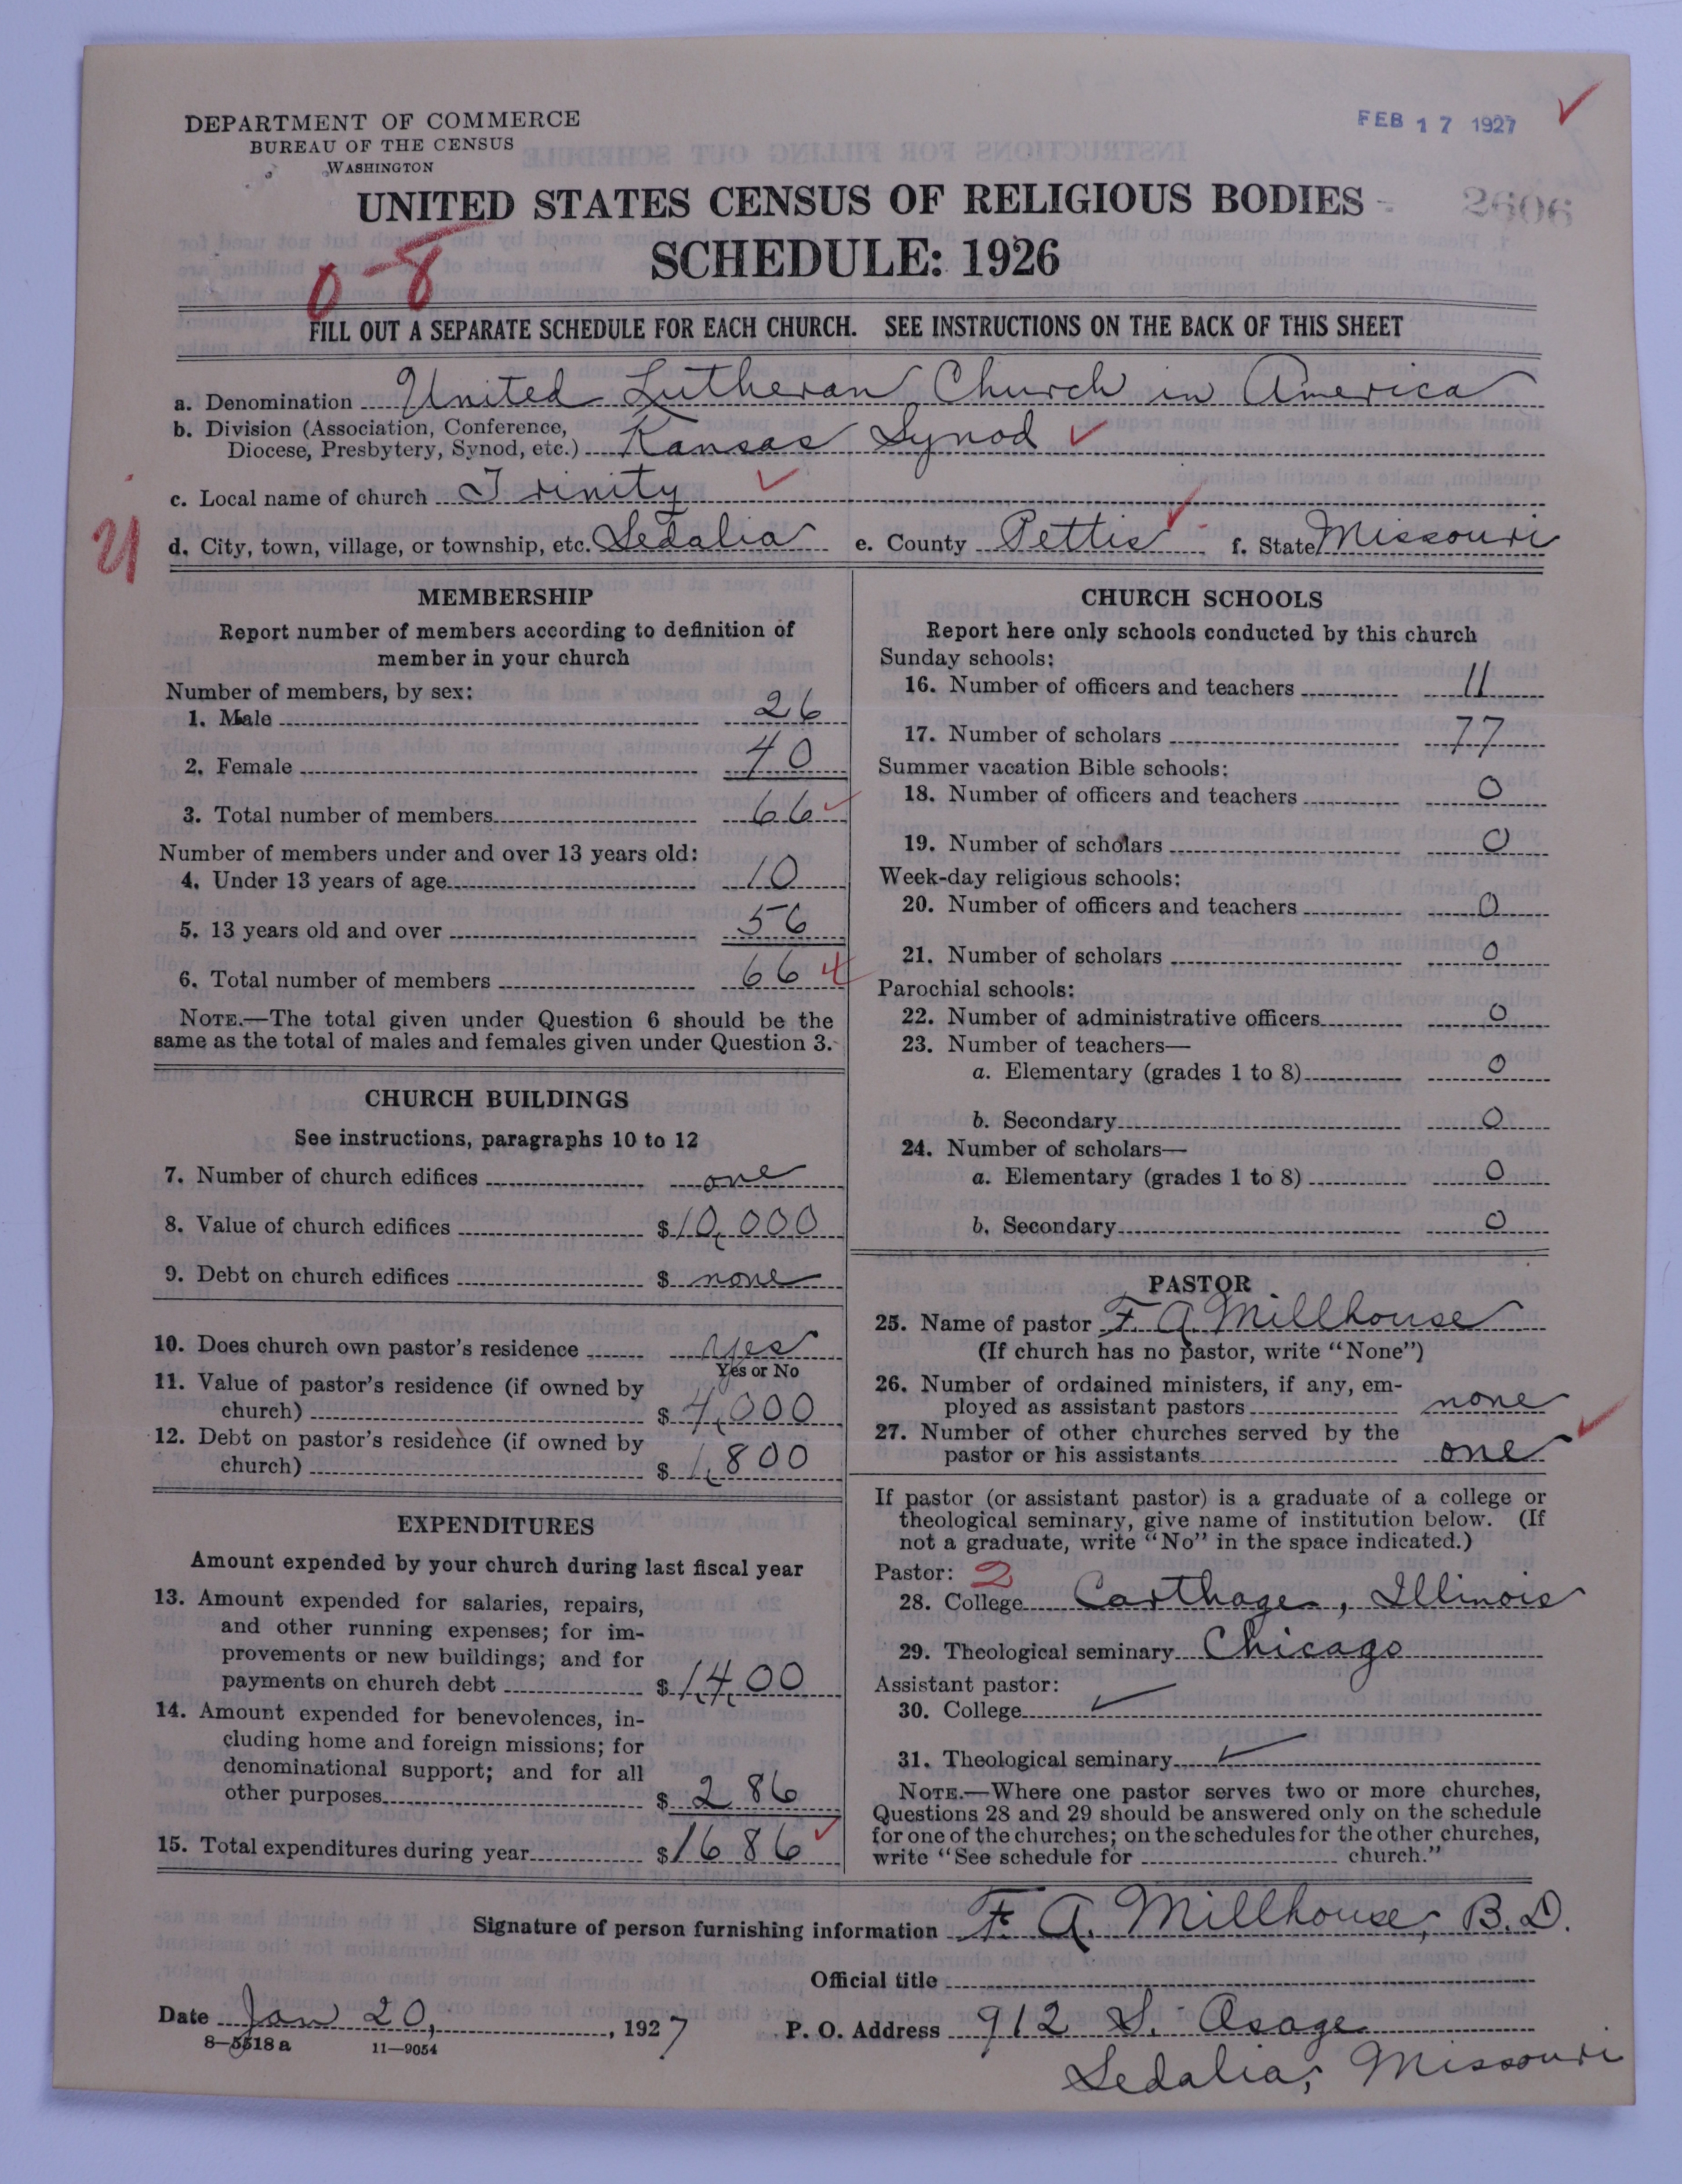 DEPARTMENT OF COMMERCE
BUREAU OF THE CENSUS
WASHINGTON
FEB 17 1927
UNITED STATES CENSUS OF RELIGIOUS BODIES
2606
SCHEDULE: 1926
0-8
FILL OUT A SEPARATE SCHEDULE FOR EACH CHURCH. SEE INSTRUCTIONS ON THE BACK OF THIS SHEET
a. Denomination United Lutheran Church in America
b. Division (Association, Conference, Diocese, Presbytery, Synod, etc.) Kansas Synod
c. Local name of church Trinity
d. City, town, village, or township, etc. Sedalia e. County Pettis f. State Missouri
MEMBERSHIP
Report number of members according to definition of
member in your church
Number of members, by sex:
1. Male 26
2. Female 40
3. Total number of members 66
Number of members under and over 13 years old:
4. Under 13 years of age 10
5. 13 years old and over 56
6. Total number of members 66
NOTE.—The total given under Question 6 should be the
same as the total of males and females given under Question 3.
CHURCH BUILDINGS
See instructions, paragraphs 10 to 12
7. Number of church edifices one
8. Value of church edifices $10,000
9. Debt on church edifices $ none
10. Does church own pastor's residence yes
Yes or No
11. Value of pastor's residence (if owned by
church) $ 4,000
12. Debt on pastor's residence (if owned by
church) $ 1,800
EXPENDITURES
Amount expended by your church during last fiscal year
13. Amount expended for salaries, repairs,
and other running expenses; for im-
provements or new buildings; and for
payments on church debt $1400
14. Amount expended for benevolences, in-
cluding home and foreign missions; for
denominational support; and for all
other purposes $ 286
15. Total expenditures during year $1686
CHURCH SCHOOLS
Report here only schools conducted by this church
Sunday schools:
16. Number of officers and teachers 11
17. Number of scholars 77
Summer vacation Bible schools:
18. Number of officers and teachers 0
19. Number of scholars 0
Week-day religious schools:
20. Number of officers and teachers 0
21. Number of scholars 0
Parochial schools:
22. Number of administrative officers 0
23. Number of teachers—
a. Elementary (grades 1 to 8) 0
b. Secondary 0
24. Number of scholars—
a. Elementary (grades 1 to 8) 0
b. Secondary 0
PASTOR
25. Name of pastor F. A. Millhouse
(If church has no pastor, write "None")
26. Number of ordained ministers, if any, em-
ployed as assistant pastors none
27. Number of other churches served by the
pastor or his assistants one
If pastor (or assistant pastor) is a graduate of a college or
theological seminary, give name of institution below. (If
not a graduate, write "No" in the space indicated.)
Pastor: 2
28. College Carthage, Illinois
29. Theological seminary Chicago
Assistant pastor:
30. College
31. Theological seminary
NOTE.—Where one pastor serves two or more churches,
Questions 28 and 29 should be answered only on the schedule
for one of the churches; on the schedules for the other churches,
write "See schedule for church."
Signature of person furnishing information F. A. Millhouse, B.D.
Official title
Date Jan 20, , 1927 P. O. Address 912 S. Osage
8—5518 a 11—9054
Sedalia, Missouri